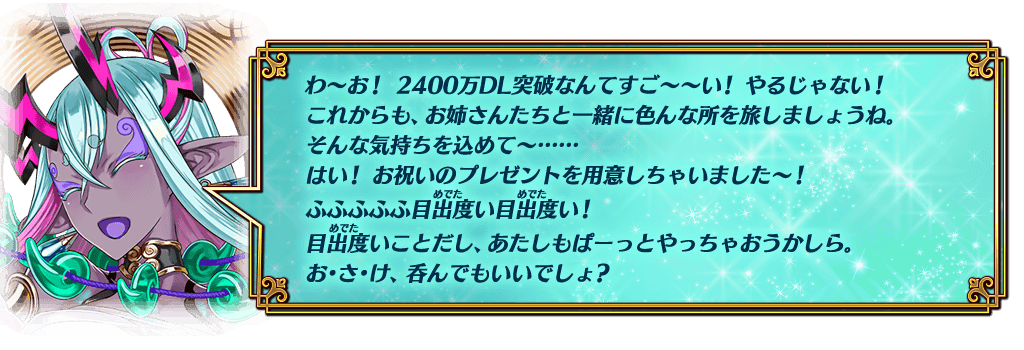 わ～お！ 2400万DL突破なんてすご～～い！ やるじゃない！
これからも、お姉さんたちと一緒に色んな所を旅しましょうね。
そんな気持ちを込めて～……
はい！ お祝いのプレゼントを用意しちゃいました～！
ふふふふふ目出度い目出度い！
目出度いことだし、あたしもぱーっとやっちゃおうかしら。
お・さ・け、呑んでもいいでしょ？